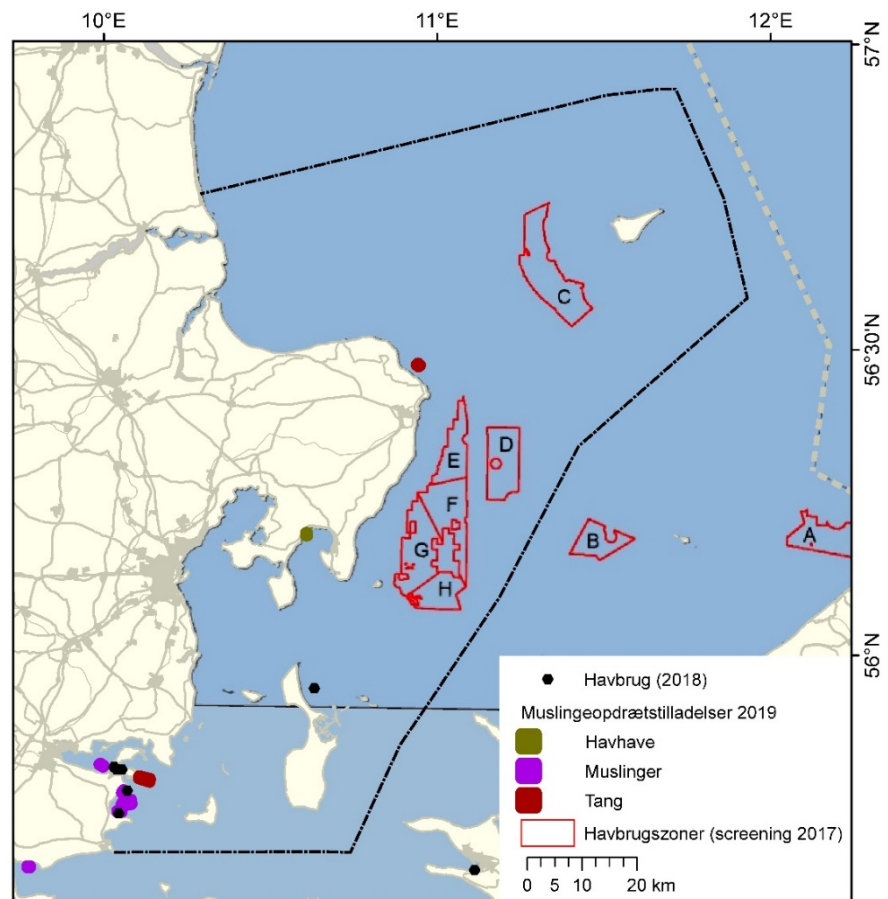 10°E
11°E
12°E
57°N
C
56°30'N
D
E
F
B
A
G
H
56°N
Havbrug (2018)
Muslingeopdrætstilladelser 2019
Havhave
Muslinger
Tang
Havbrugszoner (screening 2017)
0 5 10 20 km